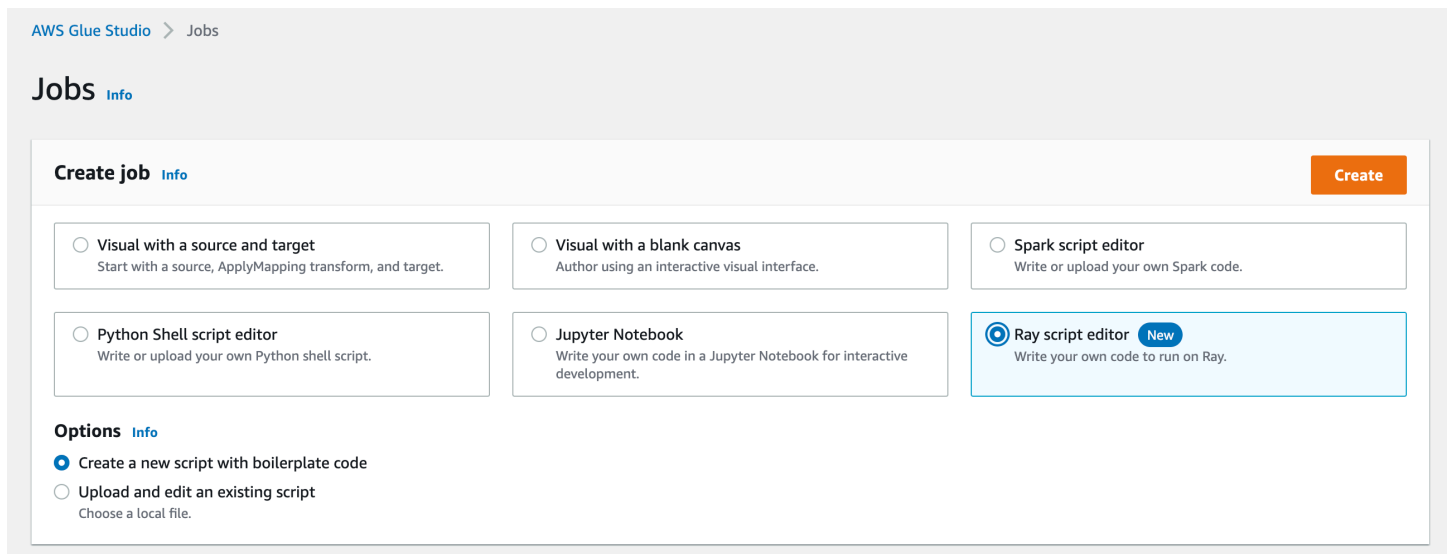 AWS Glue Studio > Jobs
Jobs Info
Create job Info
Create
Visual with a source and target
Start with a source, ApplyMapping transform, and target.
Visual with a blank canvas
Author using an interactive visual interface.
Spark script editor
Write or upload your own Spark code.
Python Shell script editor
Write or upload your own Python shell script.
Jupyter Notebook
Write your own code in a Jupyter Notebook for interactive
development.
Ray script editor New
Write your own code to run on Ray.
Options Info
Create a new script with boilerplate code
Upload and edit an existing script
Choose a local file.